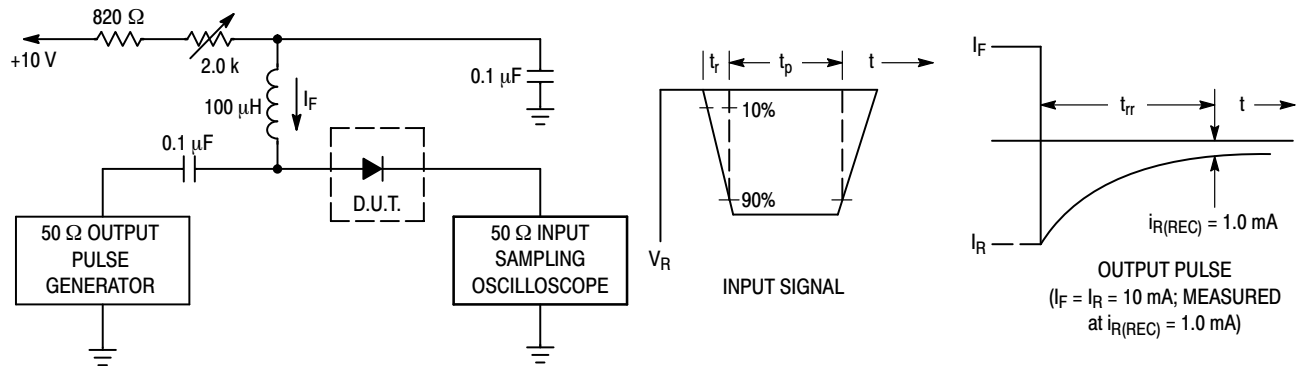 820 Ω
+10 V
2.0 k
100 μH
I_F
0.1 μF
0.1 μF
D.U.T.
50 Ω OUTPUT
PULSE
GENERATOR
50 Ω INPUT
SAMPLING
OSCILLOSCOPE
t_r
t_p
t
10%
90%
V_R
INPUT SIGNAL
I_F
t_rr
t
I_R
i_R(REC) = 1.0 mA
OUTPUT PULSE
(I_F = I_R = 10 mA; MEASURED
at i_R(REC) = 1.0 mA)